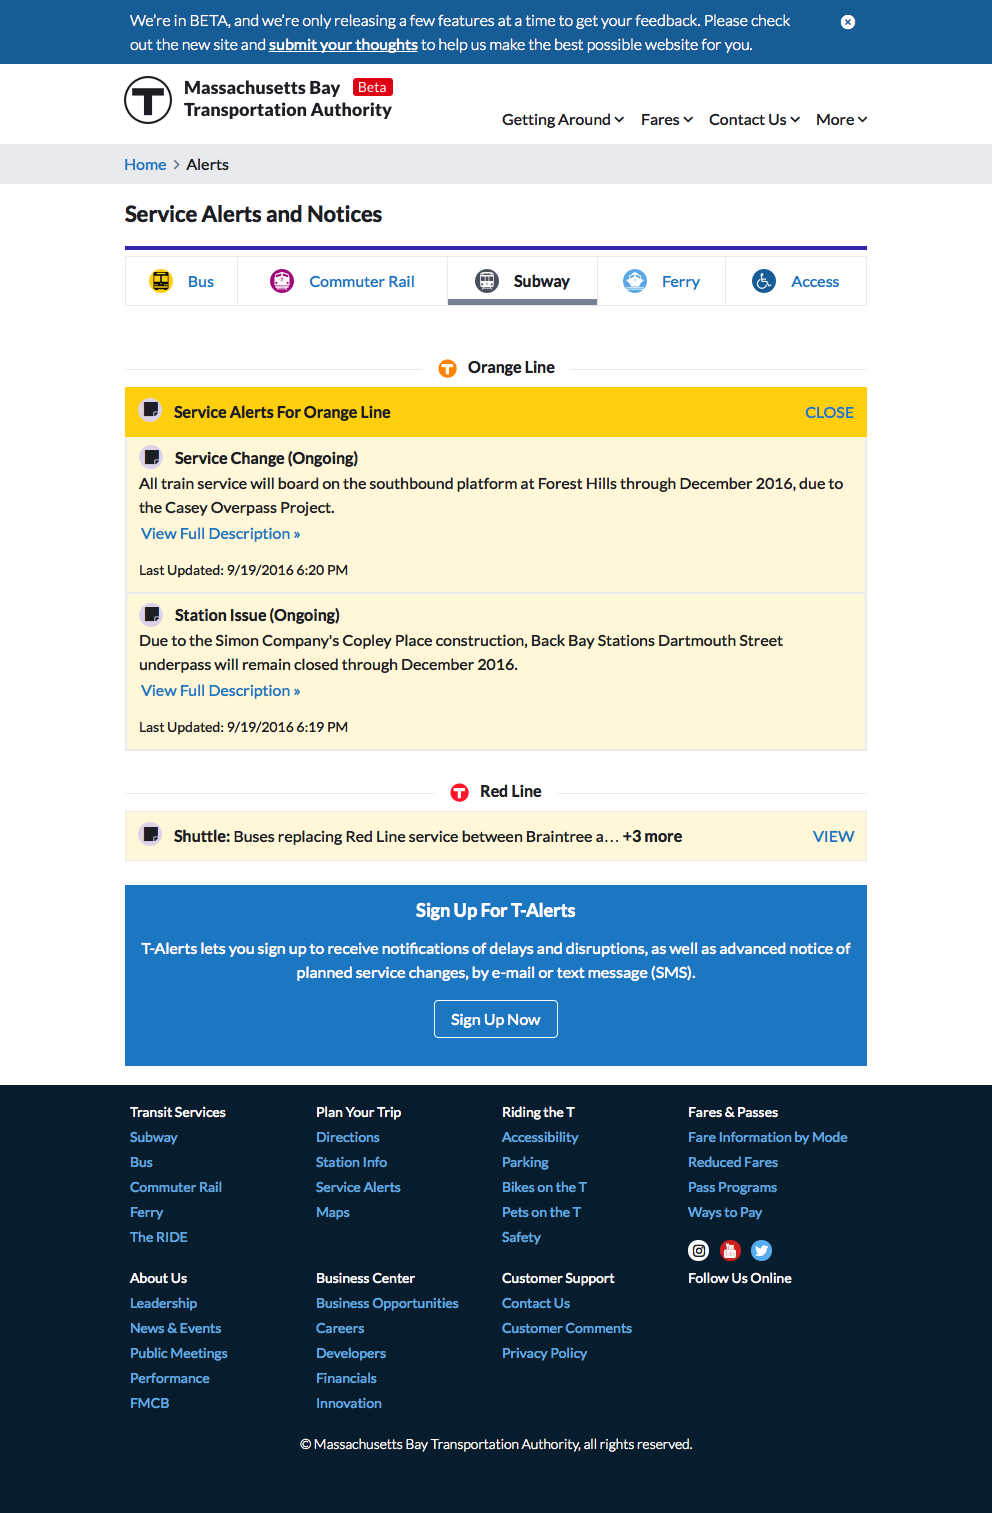 We're in BETA, and we're only releasing a few features at a time to get your feedback. Please check
out the new site and submit your thoughts to help us make the best possible website for you.
Massachusetts Bay Beta
Transportation Authority
Getting Around Fares Contact Us More
Home > Alerts
Service Alerts and Notices
Bus Commuter Rail Subway Ferry Access
T Orange Line
Service Alerts For Orange Line CLOSE
Service Change (Ongoing)
All train service will board on the southbound platform at Forest Hills through December 2016, due to
the Casey Overpass Project.
View Full Description »
Last Updated: 9/19/2016 6:20 PM
Station Issue (Ongoing)
Due to the Simon Company's Copley Place construction, Back Bay Stations Dartmouth Street
underpass will remain closed through December 2016.
View Full Description »
Last Updated: 9/19/2016 6:19 PM
T Red Line
Shuttle: Buses replacing Red Line service between Braintree a… +3 more VIEW
Sign Up For T-Alerts
T-Alerts lets you sign up to receive notifications of delays and disruptions, as well as advanced notice of
planned service changes, by e-mail or text message (SMS).
Sign Up Now
Transit Services Plan Your Trip Riding the T Fares & Passes
Subway Directions Accessibility Fare Information by Mode
Bus Station Info Parking Reduced Fares
Commuter Rail Service Alerts Bikes on the T Pass Programs
Ferry Maps Pets on the T Ways to Pay
The RIDE Safety
About Us Business Center Customer Support Follow Us Online
Leadership Business Opportunities Contact Us
News & Events Careers Customer Comments
Public Meetings Developers Privacy Policy
Performance Financials
FMCB Innovation
© Massachusetts Bay Transportation Authority, all rights reserved.